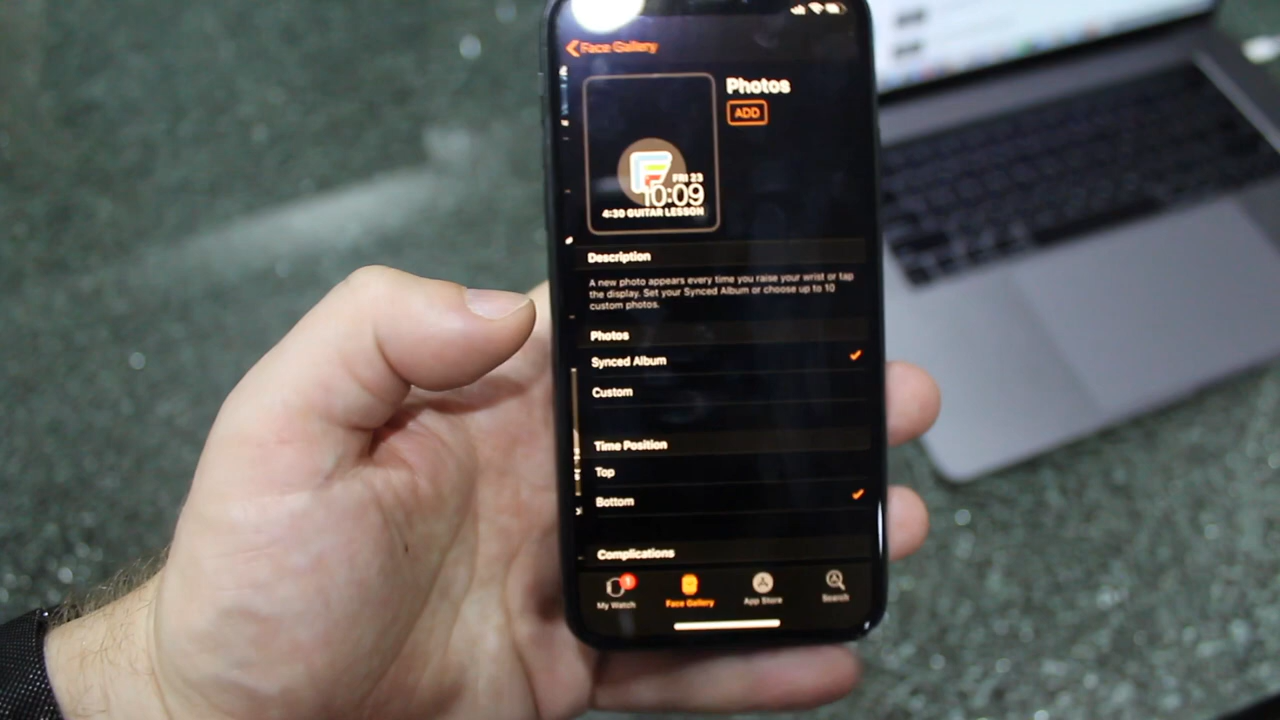 Face Gallery
Photos
ADD
FRI 23
10:09
4:30 GUITAR LESSON
Description
A new photo appears every time you raise your wrist or tap
the display. Set your Synced Album or choose up to 10
custom photos.
Photos
Synced Album
Custom
Time Position
Top
Bottom
Complications
1
My Watch
Face Gallery
App Store
Search